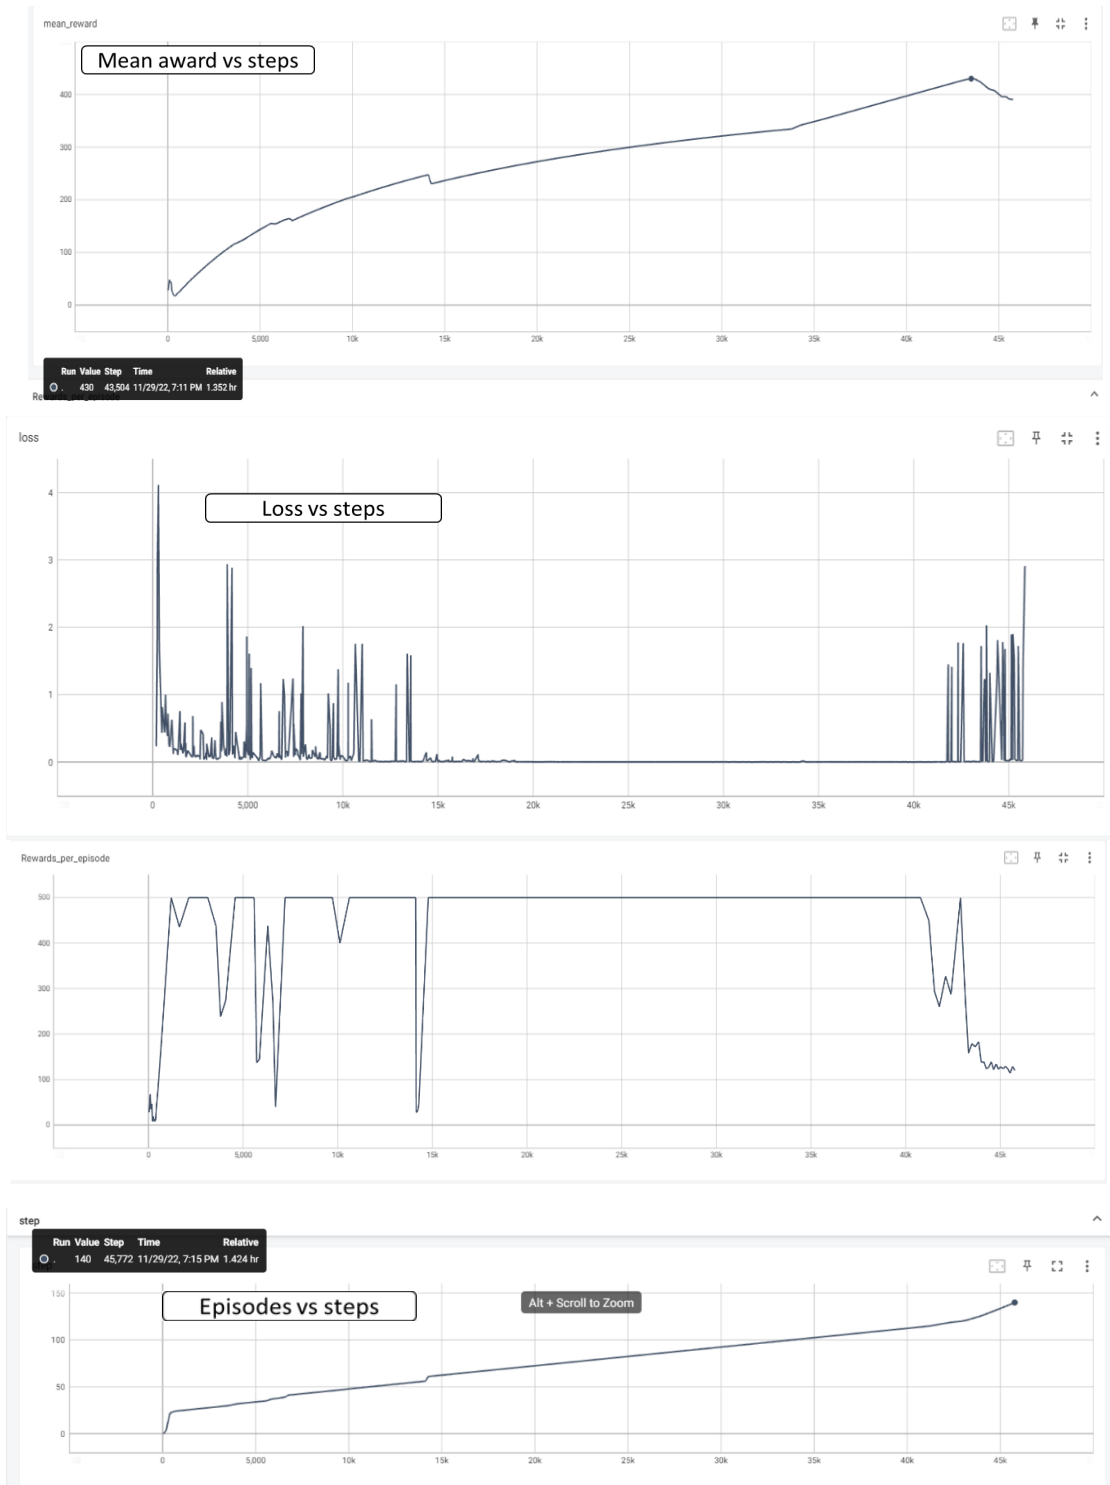 mean_reward
Mean award vs steps
400
300
200
100
0
0 5,000 10k 15k 20k 25k 30k 35k 40k 45k
Run Value Step Time Relative
. 430 43,504 11/29/22, 7:11 PM 1.352 hr
Rewards_per_episode
loss
Loss vs steps
4
3
2
1
0
0 5,000 10k 15k 20k 25k 30k 35k 40k 45k
Rewards_per_episode
500
400
300
200
100
0
0 5,000 10k 15k 20k 25k 30k 35k 40k 45k
step
Run Value Step Time Relative
. 140 45,772 11/29/22, 7:15 PM 1.424 hr
Episodes vs steps
Alt + Scroll to Zoom
150
100
50
0
0 5,000 10k 15k 20k 25k 30k 35k 40k 45k